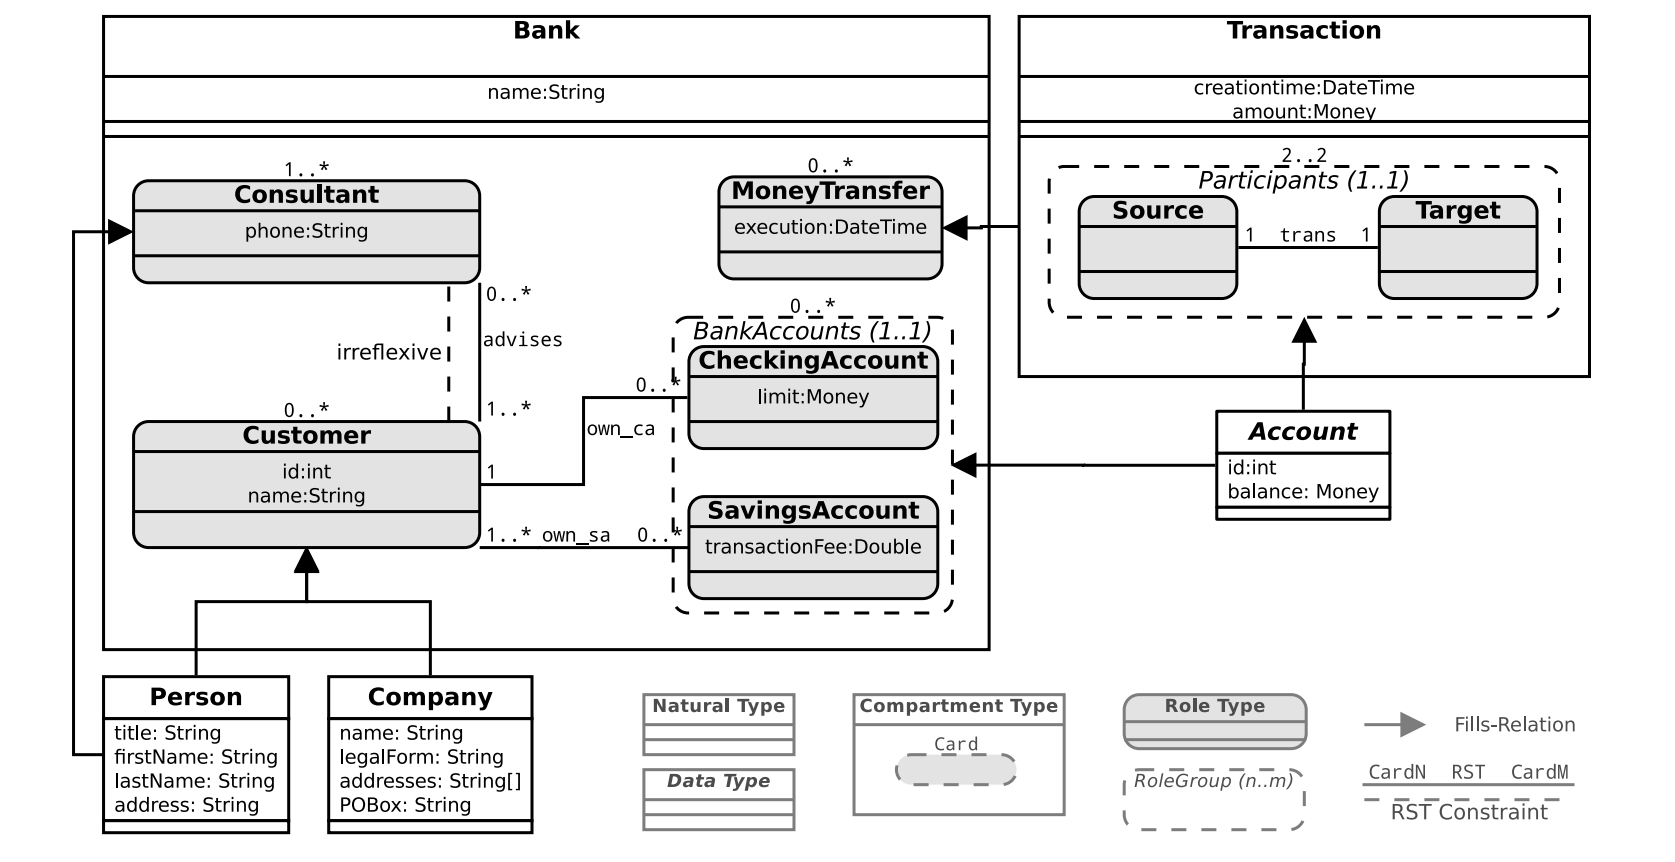 Bank
name:String
1..*
Consultant
phone:String
0..*
MoneyTransfer
execution:DateTime
0..*
advises
irreflexive
1..*
0..*
Customer
id:int
name:String
0..*
BankAccounts (1..1)
CheckingAccount
limit:Money
0..*
own_ca
1
SavingsAccount
transactionFee:Double
1..* own_sa 0..*
Transaction
creationtime:DateTime
amount:Money
2..2
Participants (1..1)
Source
Target
1 trans 1
Account
id:int
balance: Money
Person
title: String
firstName: String
lastName: String
address: String
Company
name: String
legalForm: String
addresses: String[]
POBox: String
Natural Type
Data Type
Compartment Type
Card
Role Type
RoleGroup (n..m)
Fills-Relation
CardN RST CardM
RST Constraint